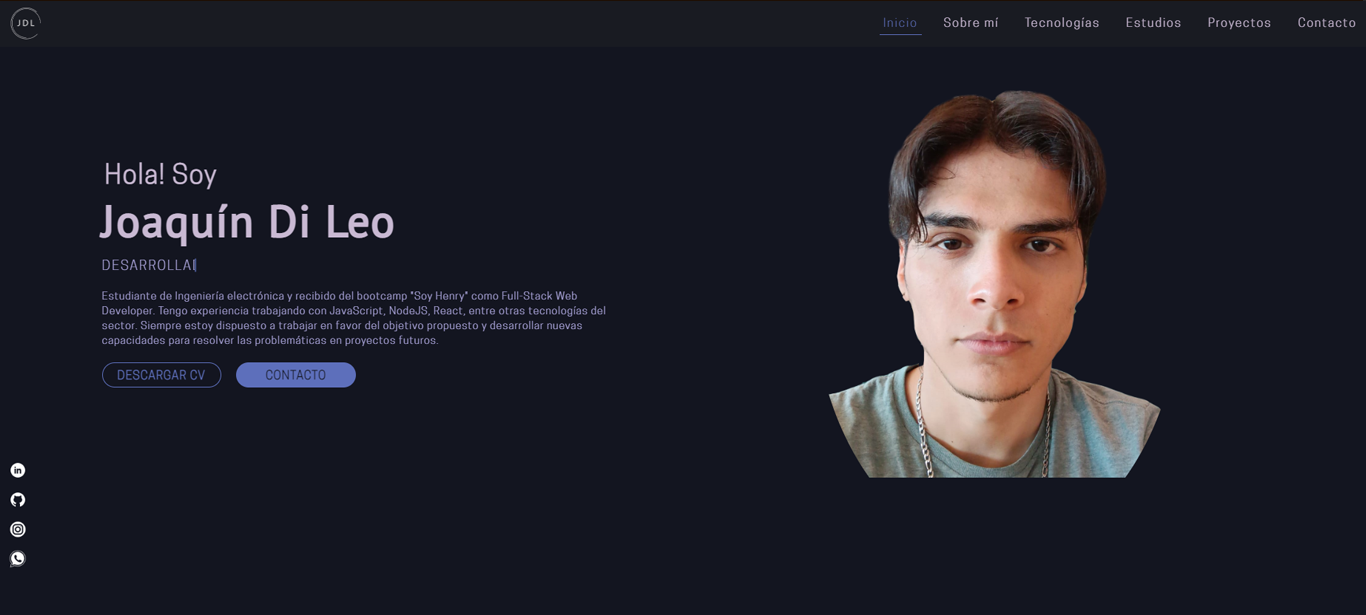 JDL
Inicio Sobre mí Tecnologías Estudios Proyectos Contacto
Hola! Soy
Joaquín Di Leo
DESARROLLA|
Estudiante de Ingeniería electrónica y recibido del bootcamp "Soy Henry" como Full-Stack Web
Developer. Tengo experiencia trabajando con JavaScript, NodeJS, React, entre otras tecnologías del
sector. Siempre estoy dispuesto a trabajar en favor del objetivo propuesto y desarrollar nuevas
capacidades para resolver las problemáticas en proyectos futuros.
DESCARGAR CV CONTACTO
in